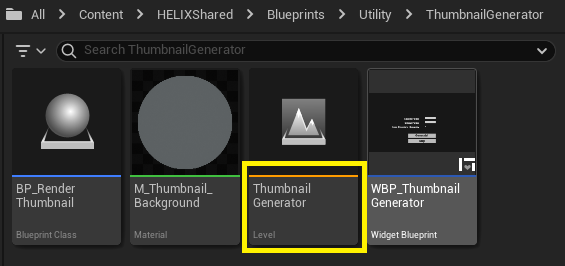 All > Content > HELIXShared > Blueprints > Utility > ThumbnailGenerator
Search ThumbnailGenerator
BP_Render
Thumbnail
Blueprint Class
M_Thumbnail_
Background
Material
Thumbnail
Generator
Level
WBP_Thumbnail
Generator
Widget Blueprint